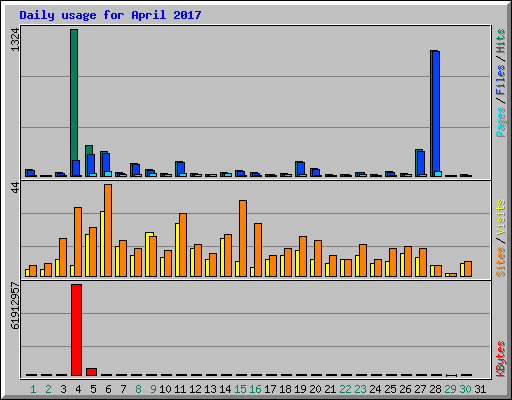 Daily usage for April 2017
1324
Pages / Files / Hits
44
Sites / Visits
61912957
KBytes
1 2 3 4 5 6 7 8 9 10 11 12 13 14 15 16 17 18 19 20 21 22 23 24 25 26 27 28 29 30 31